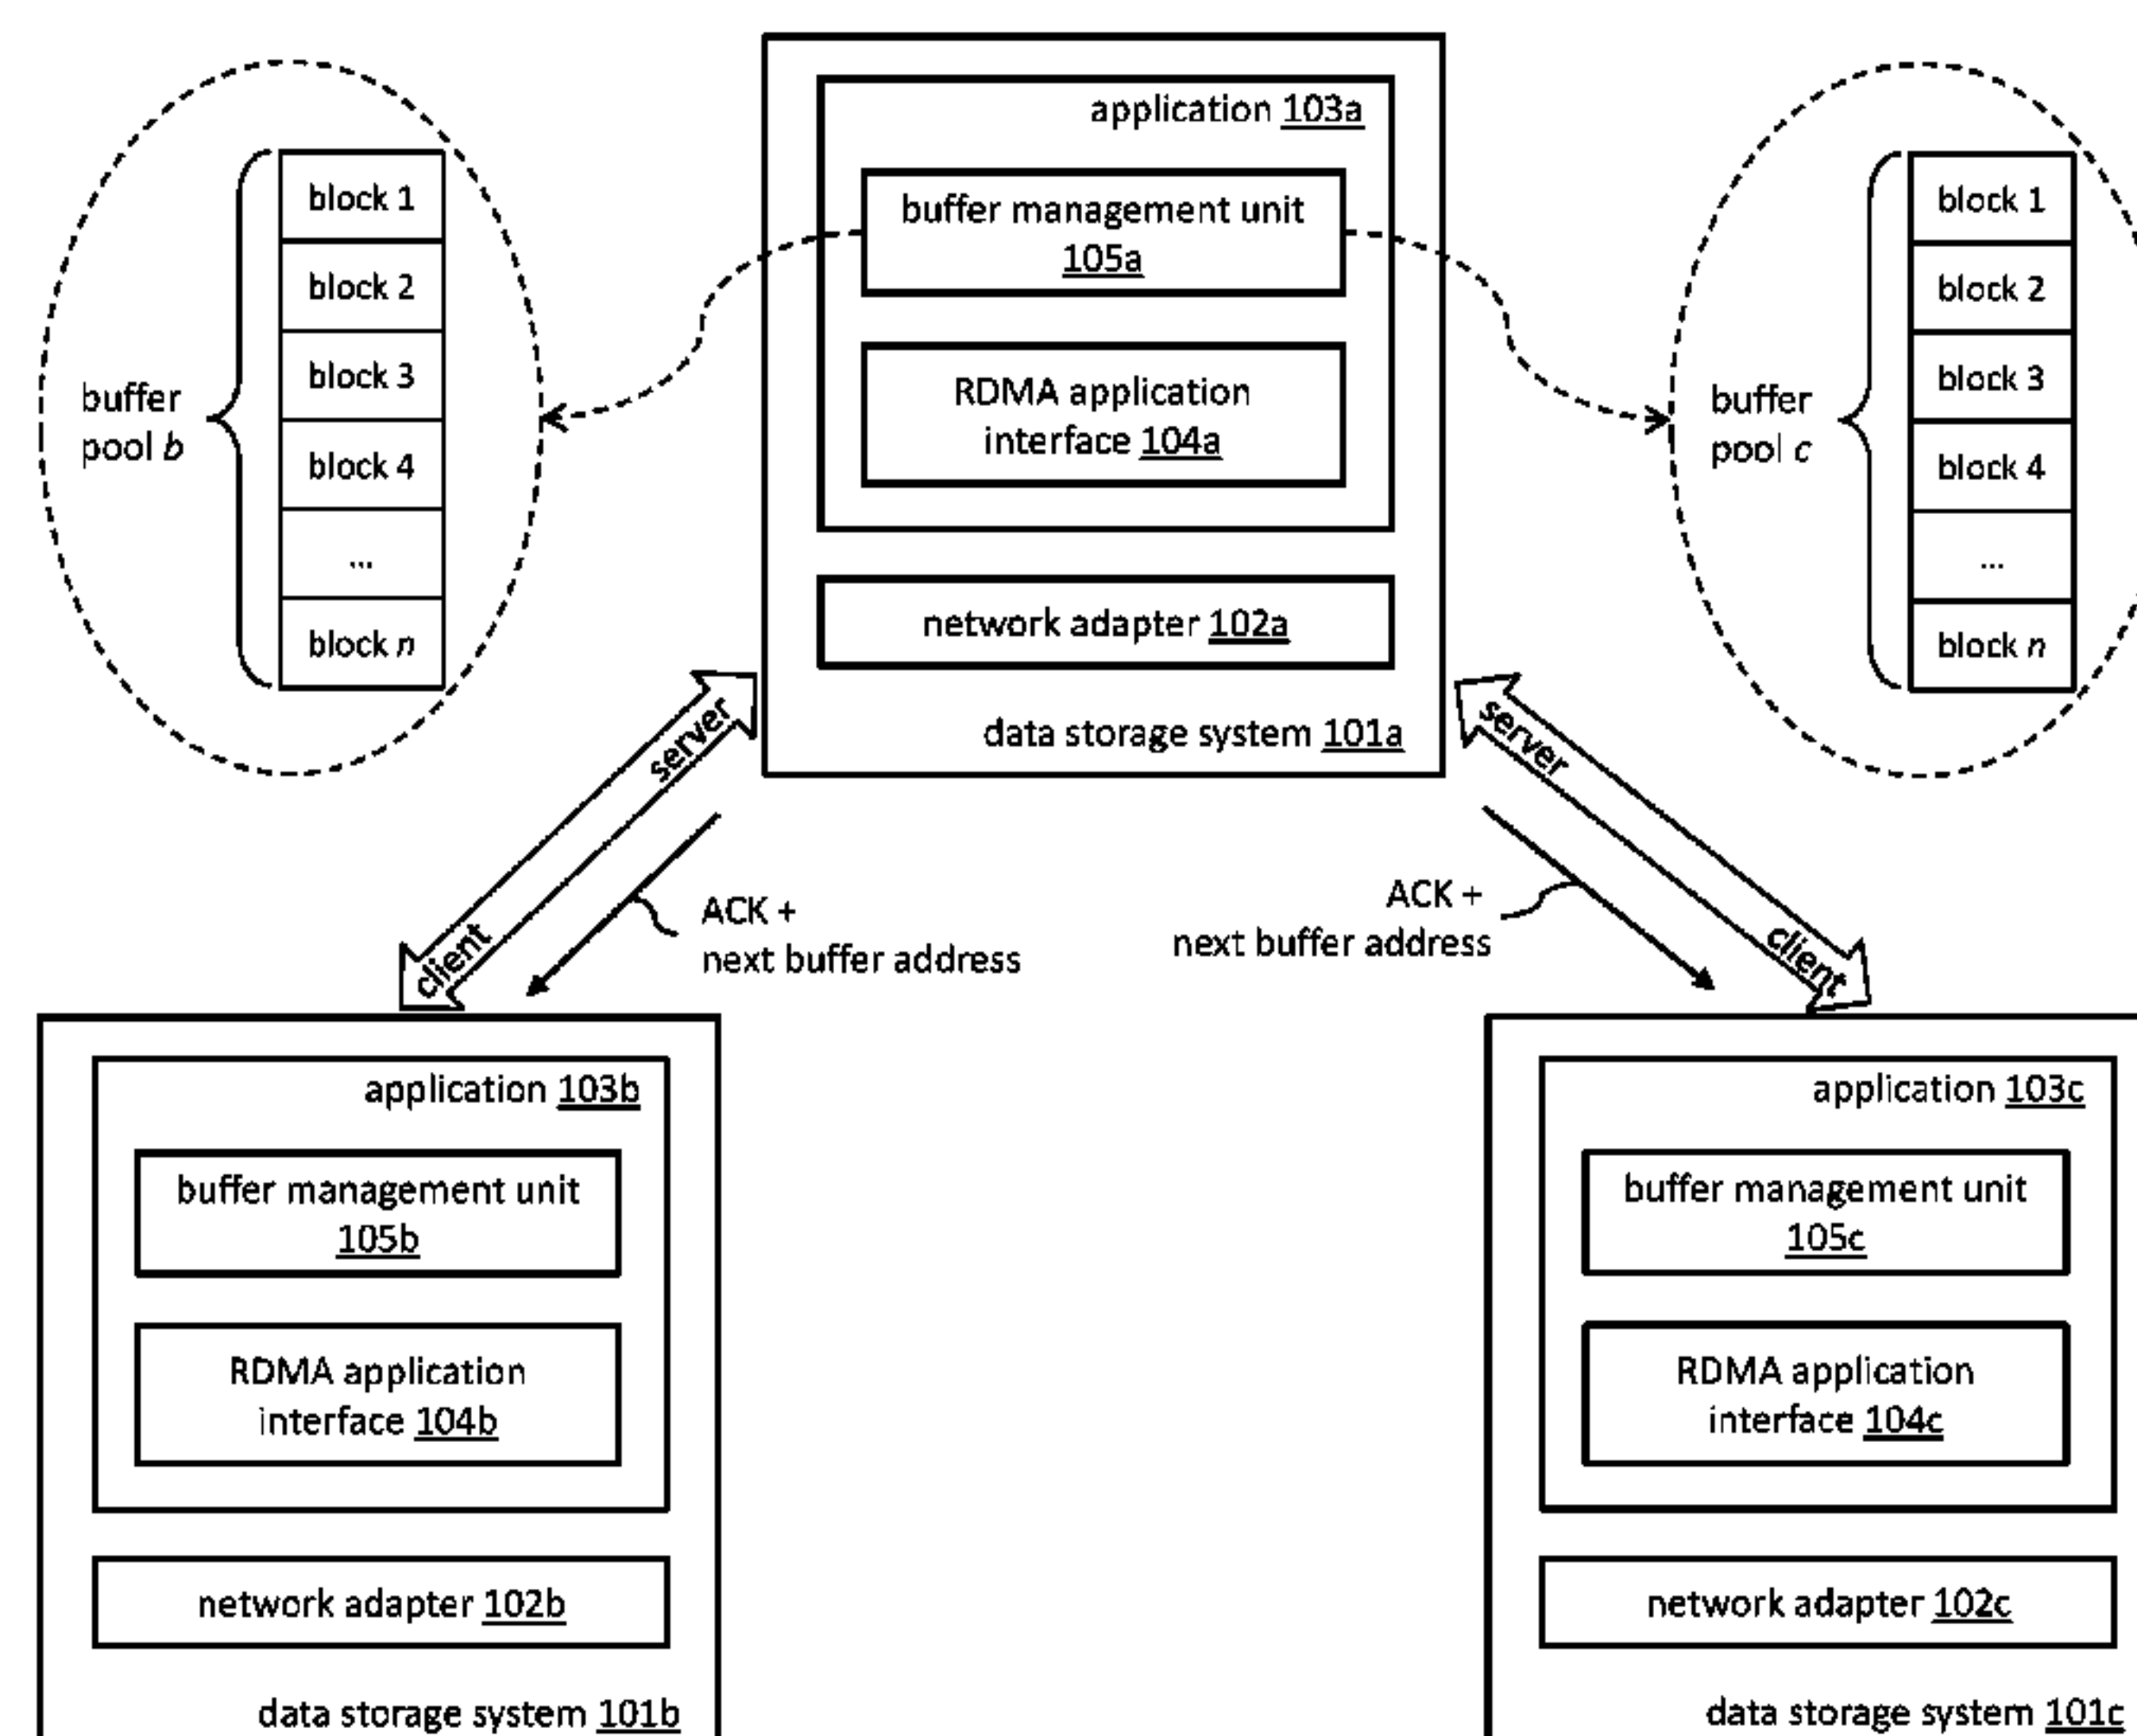 application 103a
buffer management unit
105a
RDMA application
interface 104a
network adapter 102a
data storage system 101a
buffer
pool b
block 1
block 2
block 3
block 4
...
block n
buffer
pool c
block 1
block 2
block 3
block 4
...
block n
server
client
ACK +
next buffer address
server
client
ACK +
next buffer address
application 103b
buffer management unit
105b
RDMA application
interface 104b
network adapter 102b
data storage system 101b
application 103c
buffer management unit
105c
RDMA application
interface 104c
network adapter 102c
data storage system 101c